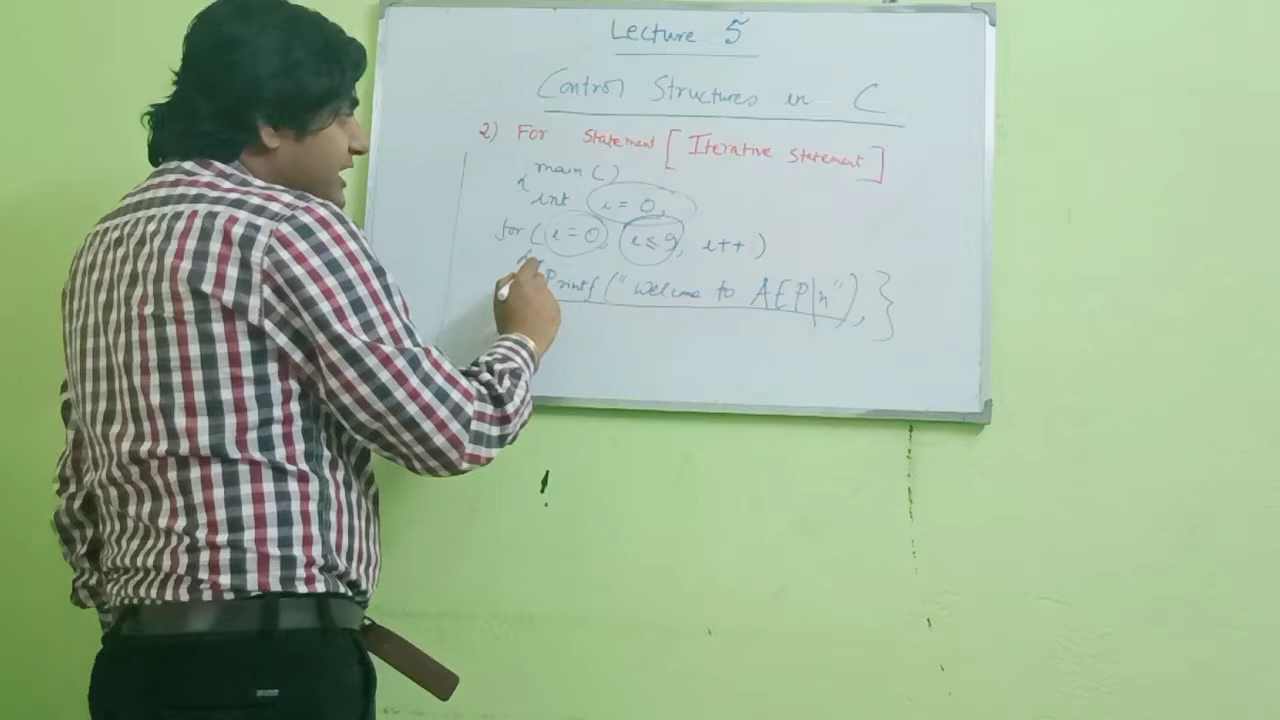 Lecture 5
Control Structures in C
2) For Statement [Iterative Statement]
main()
{ int i = 0,
for (i = 0, i ≤ 9, i++)
{
Printf("Welcme to AEP|n"), }